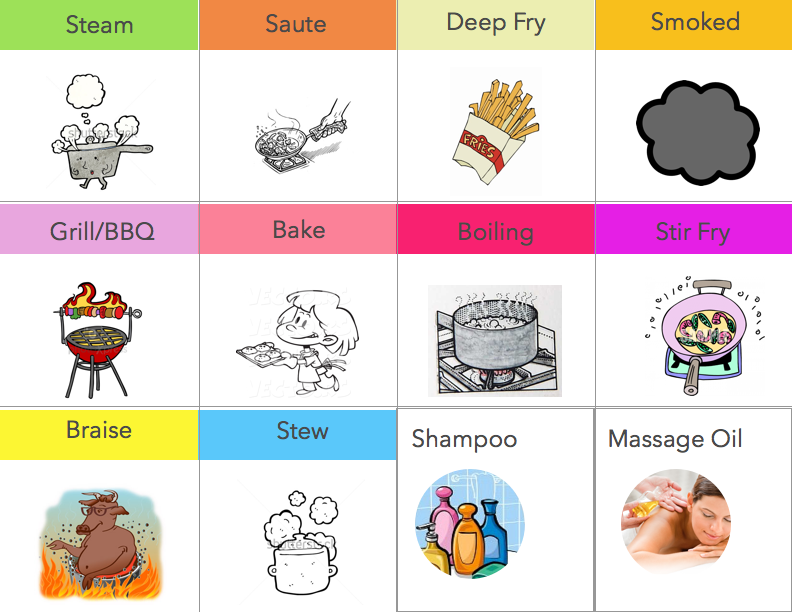 Steam
Saute
Deep Fry
Smoked
FRIES
Grill/BBQ
Bake
Boiling
Stir Fry
Braise
Stew
Shampoo
Massage Oil